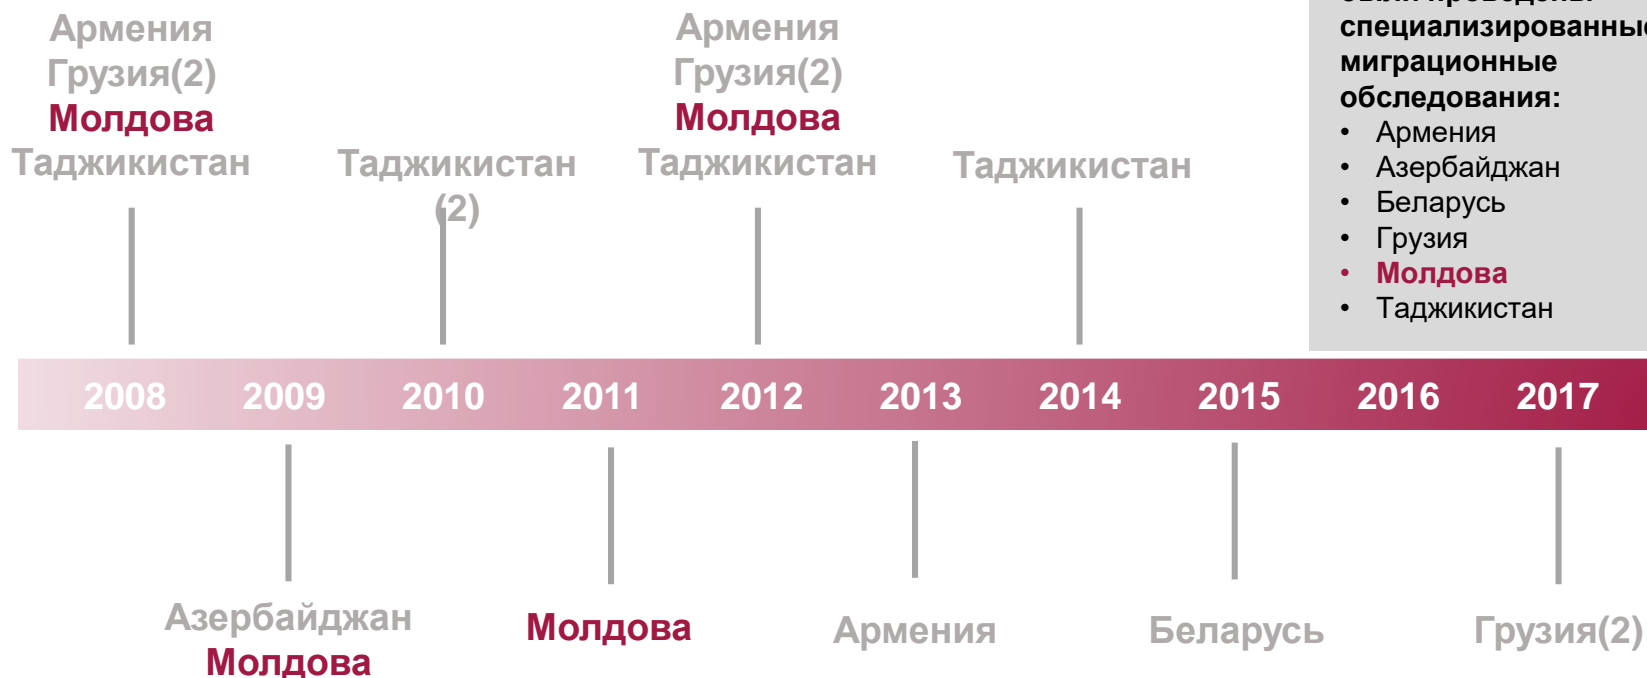 Армения
Грузия(2)
Молдова
Таджикистан
Таджикистан
(2)
Армения
Грузия(2)
Молдова
Таджикистан
Таджикистан
миграционные
обследования:
• Армения
• Азербайджан
• Беларусь
• Грузия
• Молдова
• Таджикистан
2008 2009 2010 2011 2012 2013 2014 2015 2016 2017
Азербайджан
Молдова
Молдова
Армения
Беларусь
Грузия(2)